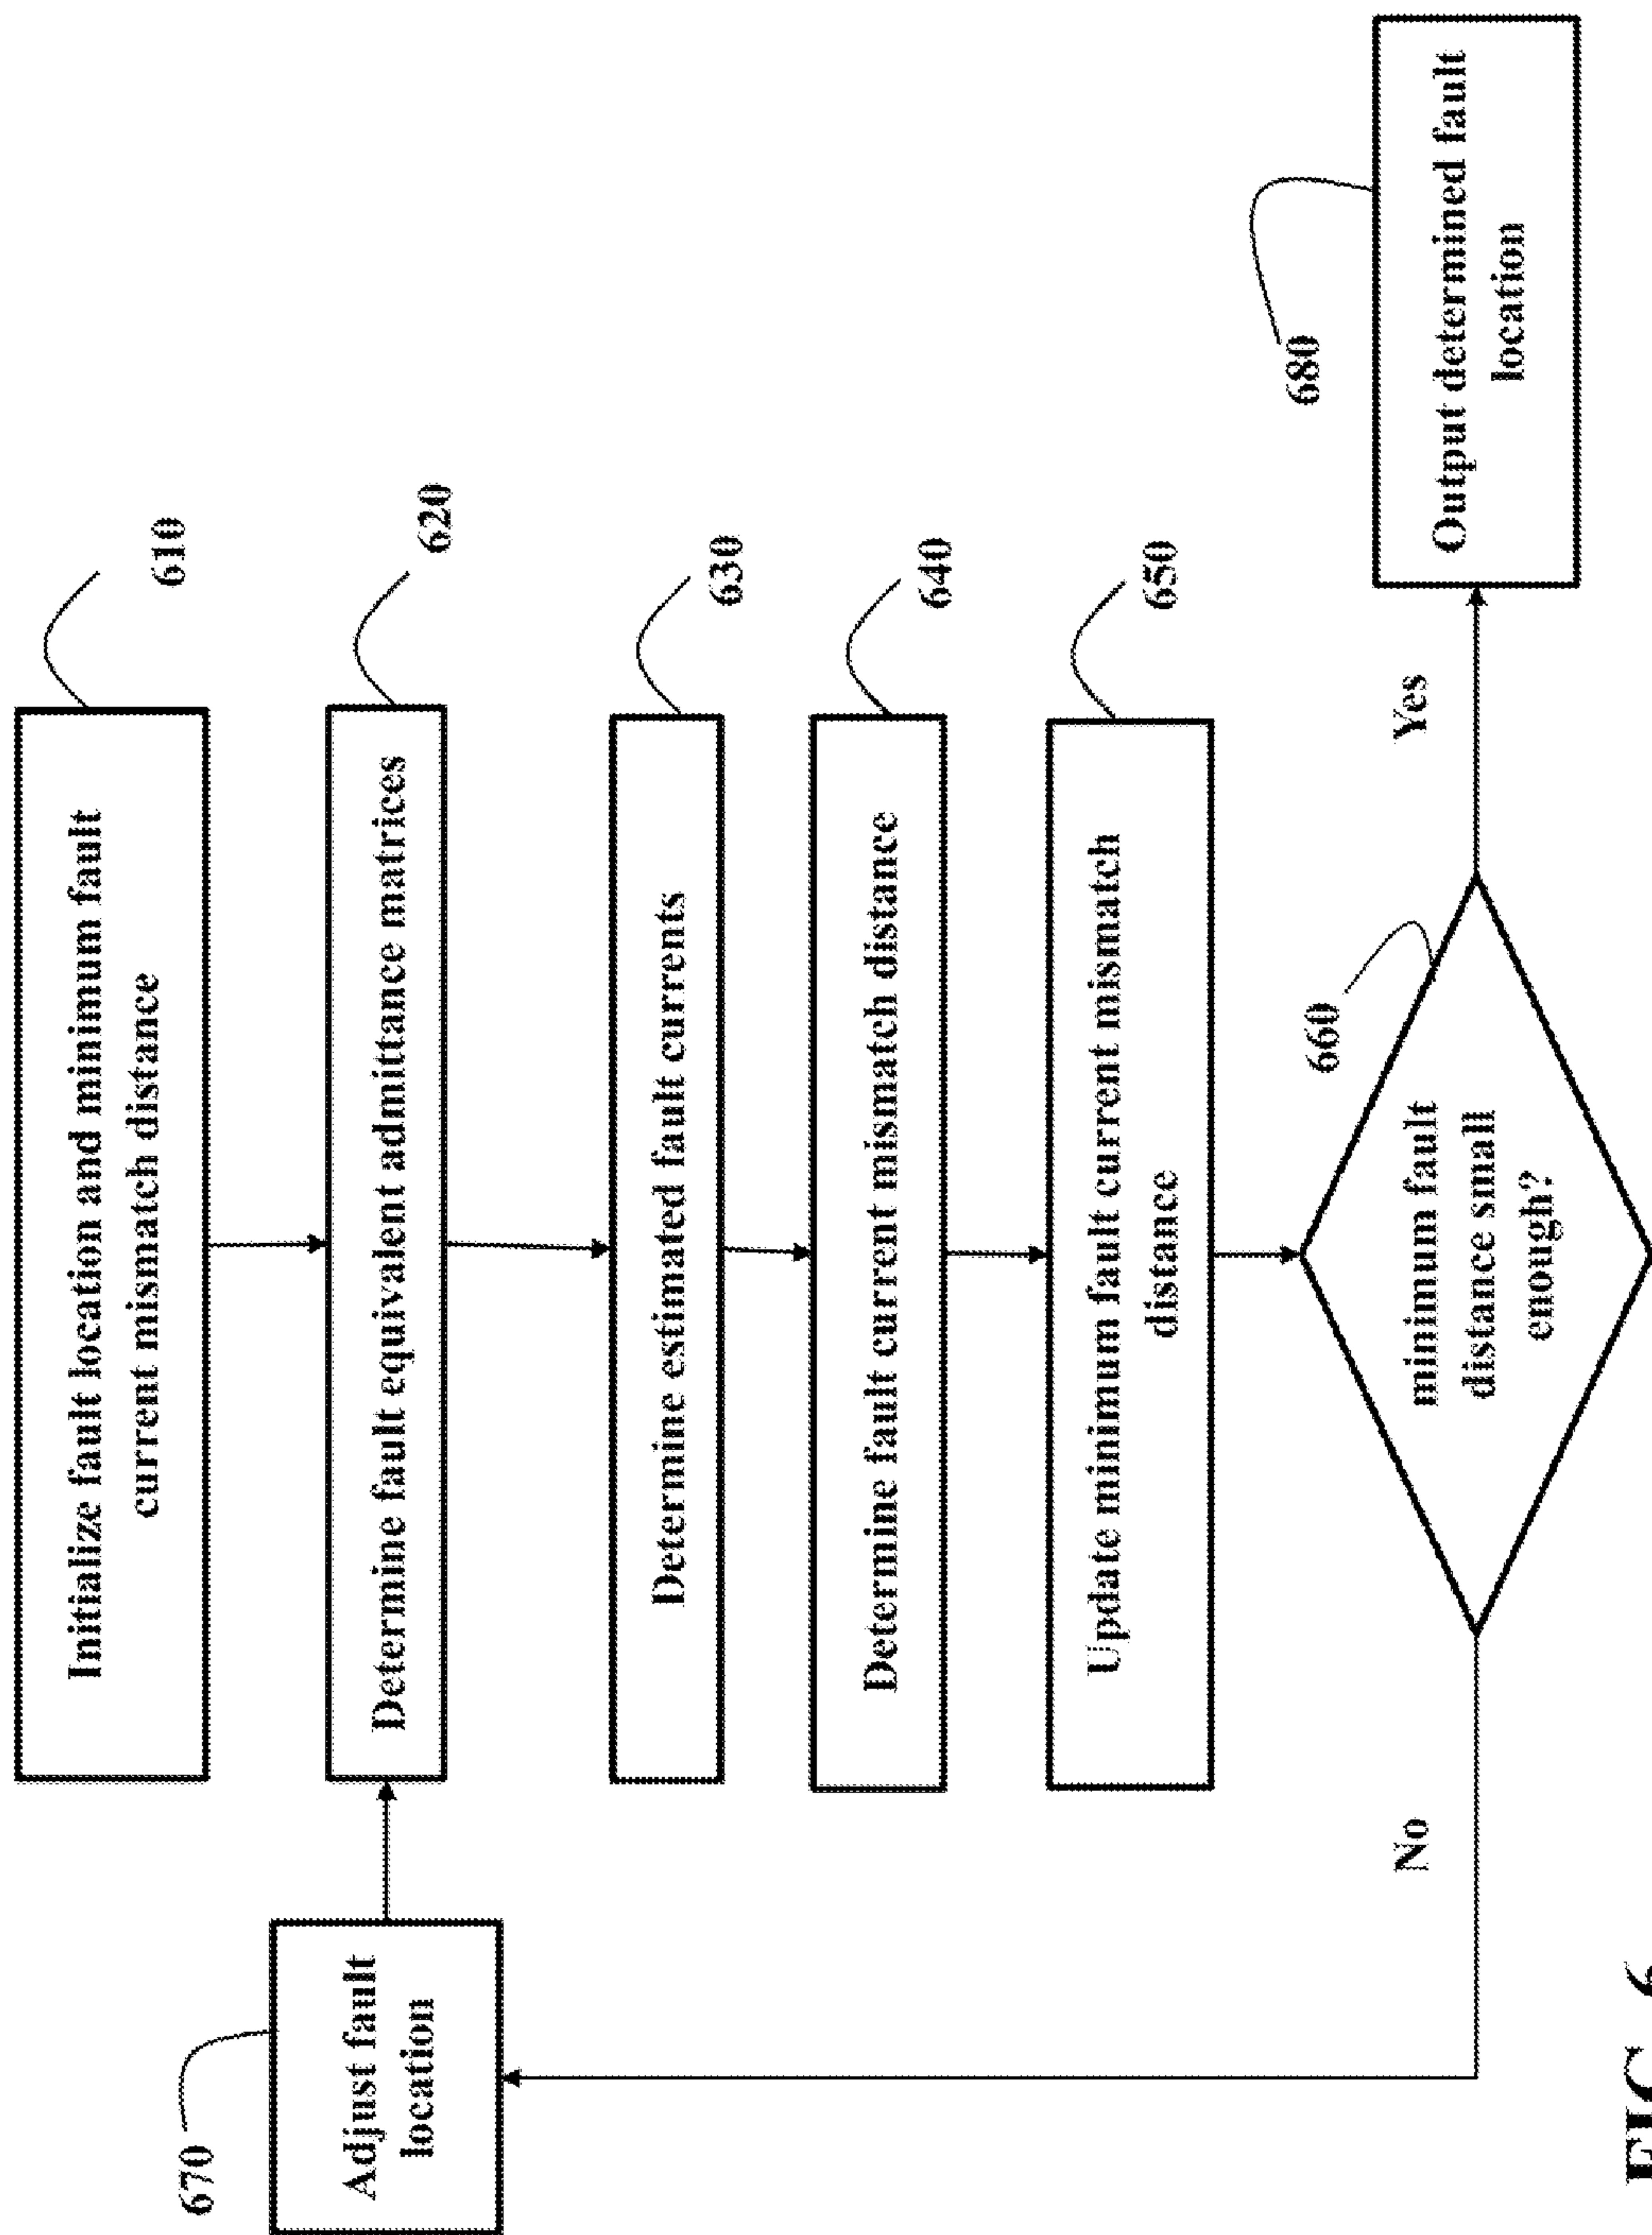 Initialize fault location and minimum fault
current mismatch distance
610
Determine fault equivalent admittance matrices
620
Determine estimated fault currents
630
Determine fault current mismatch distance
640
Update minimum fault current mismatch
distance
650
minimum fault
distance small
enough?
660
Yes
No
Adjust fault
location
670
Output determined fault
location
680
FIG. 6